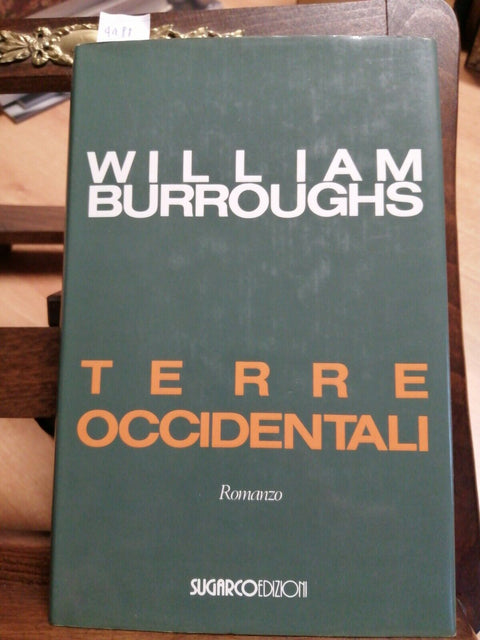 WILLIAM
BURROUGHS
TERRE
OCCIDENTALI
Romanzo
SUGARCOEDIZIONI